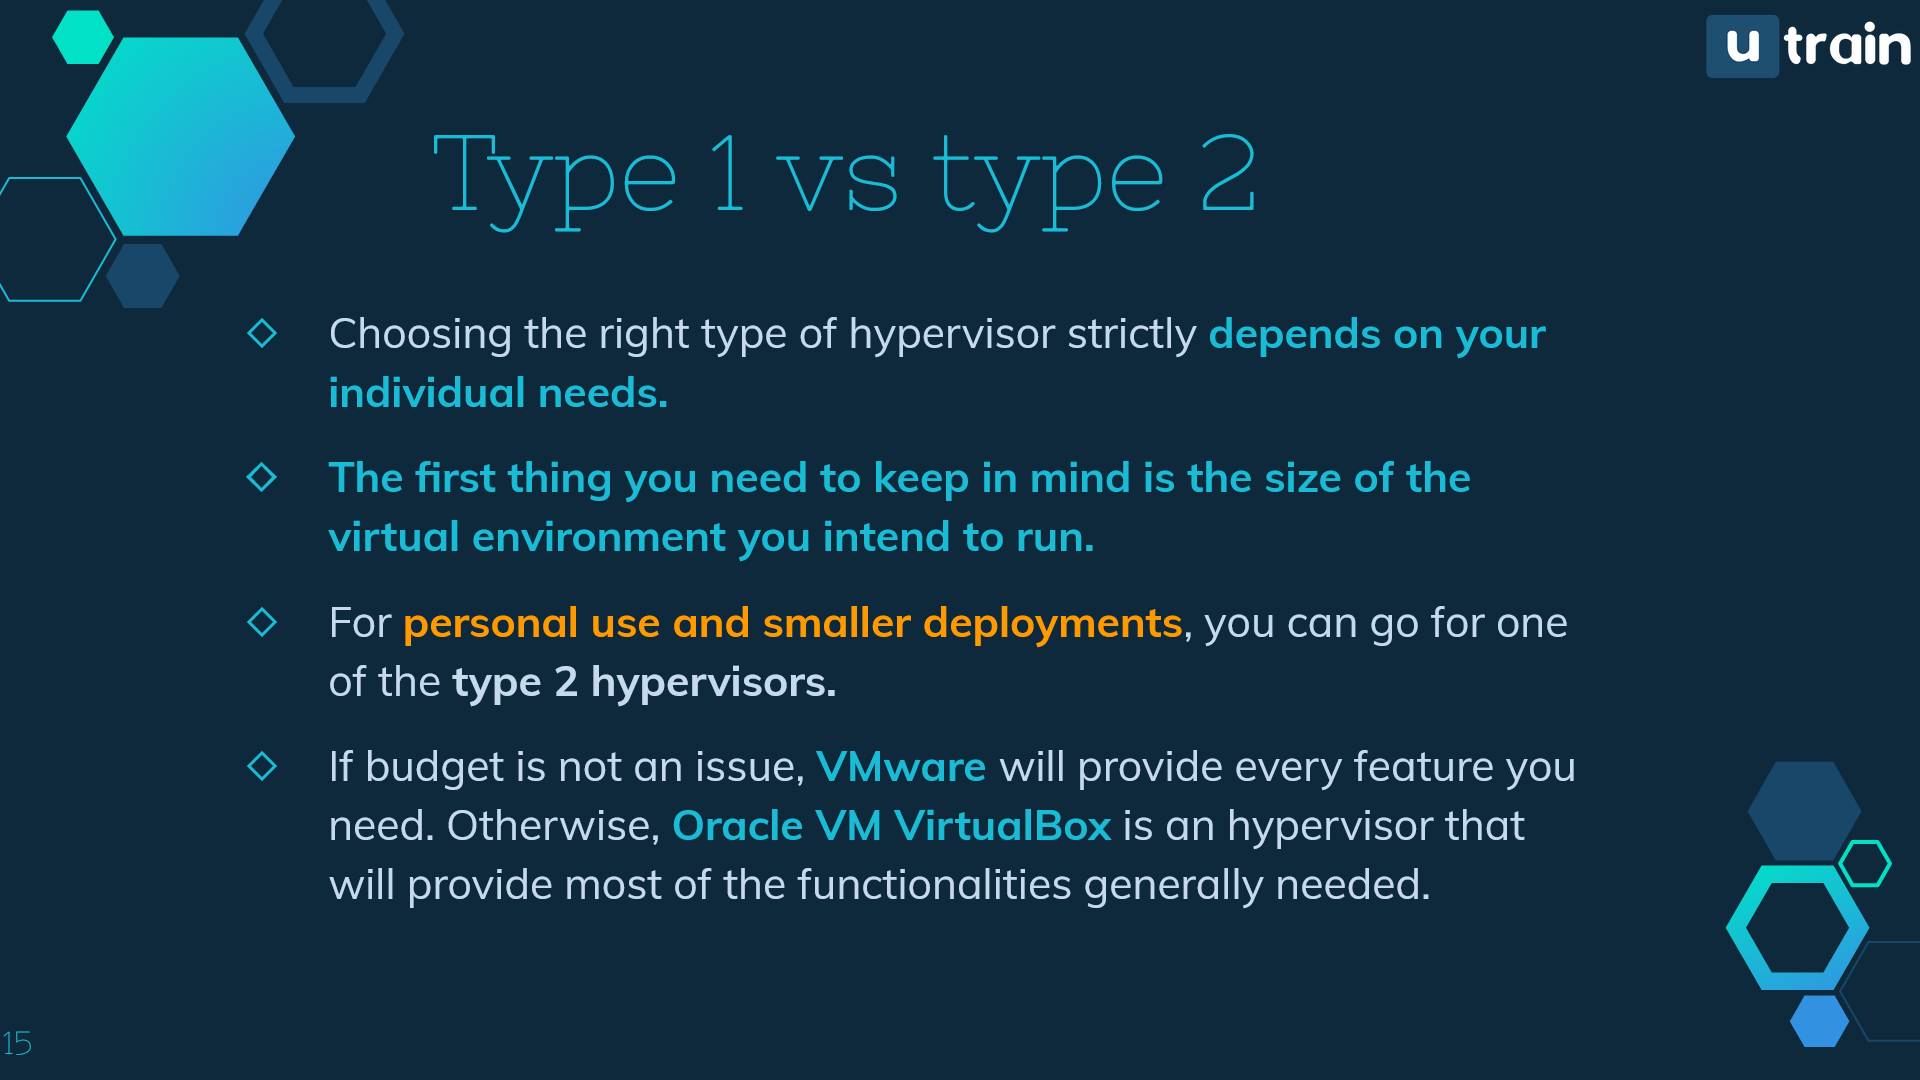 u train
Type 1 vs type 2
Choosing the right type of hypervisor strictly depends on your
individual needs.
The first thing you need to keep in mind is the size of the
virtual environment you intend to run.
For personal use and smaller deployments, you can go for one
of the type 2 hypervisors.
If budget is not an issue, VMware will provide every feature you
need. Otherwise, Oracle VM VirtualBox is an hypervisor that
will provide most of the functionalities generally needed.
15